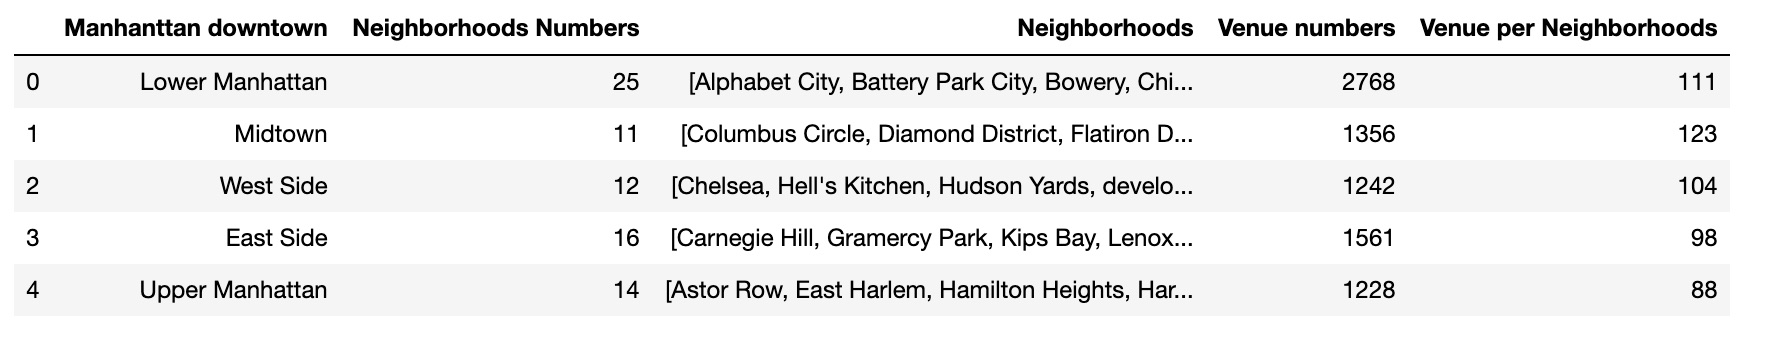 Manhanttan downtown Neighborhoods Numbers Neighborhoods Venue numbers Venue per Neighborhoods
0 Lower Manhattan 25 [Alphabet City, Battery Park City, Bowery, Chi... 2768 111
1 Midtown 11 [Columbus Circle, Diamond District, Flatiron D... 1356 123
2 West Side 12 [Chelsea, Hell's Kitchen, Hudson Yards, develo... 1242 104
3 East Side 16 [Carnegie Hill, Gramercy Park, Kips Bay, Lenox... 1561 98
4 Upper Manhattan 14 [Astor Row, East Harlem, Hamilton Heights, Har... 1228 88